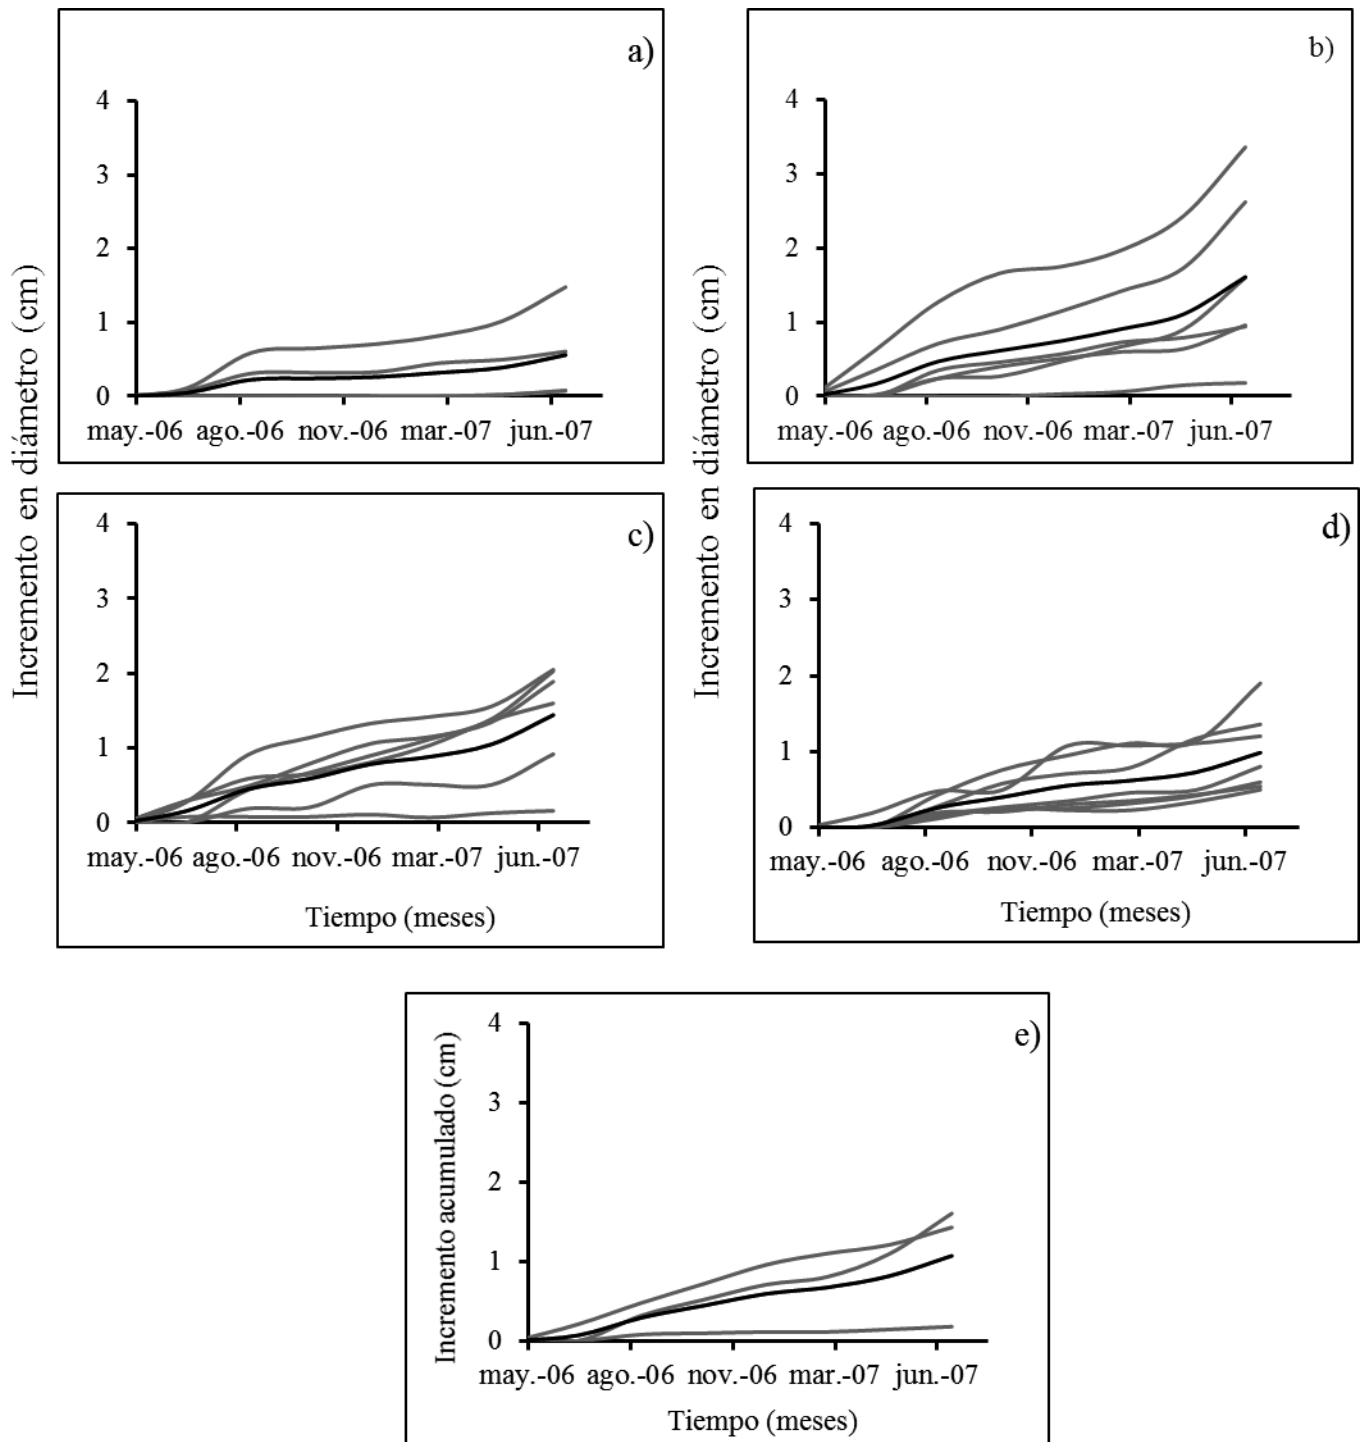 a)
4
3
2
1
0
may.-06 ago.-06 nov.-06 mar.-07 jun.-07
Incremento en diámetro (cm)
b)
4
3
2
1
0
may.-06 ago.-06 nov.-06 mar.-07 jun.-07
Incremento en diámetro (cm)
c)
4
3
2
1
0
may.-06 ago.-06 nov.-06 mar.-07 jun.-07
Tiempo (meses)
d)
4
3
2
1
0
may.-06 ago.-06 nov.-06 mar.-07 jun.-07
Tiempo (meses)
e)
Incremento acumulado (cm)
4
3
2
1
0
may.-06 ago.-06 nov.-06 mar.-07 jun.-07
Tiempo (meses)